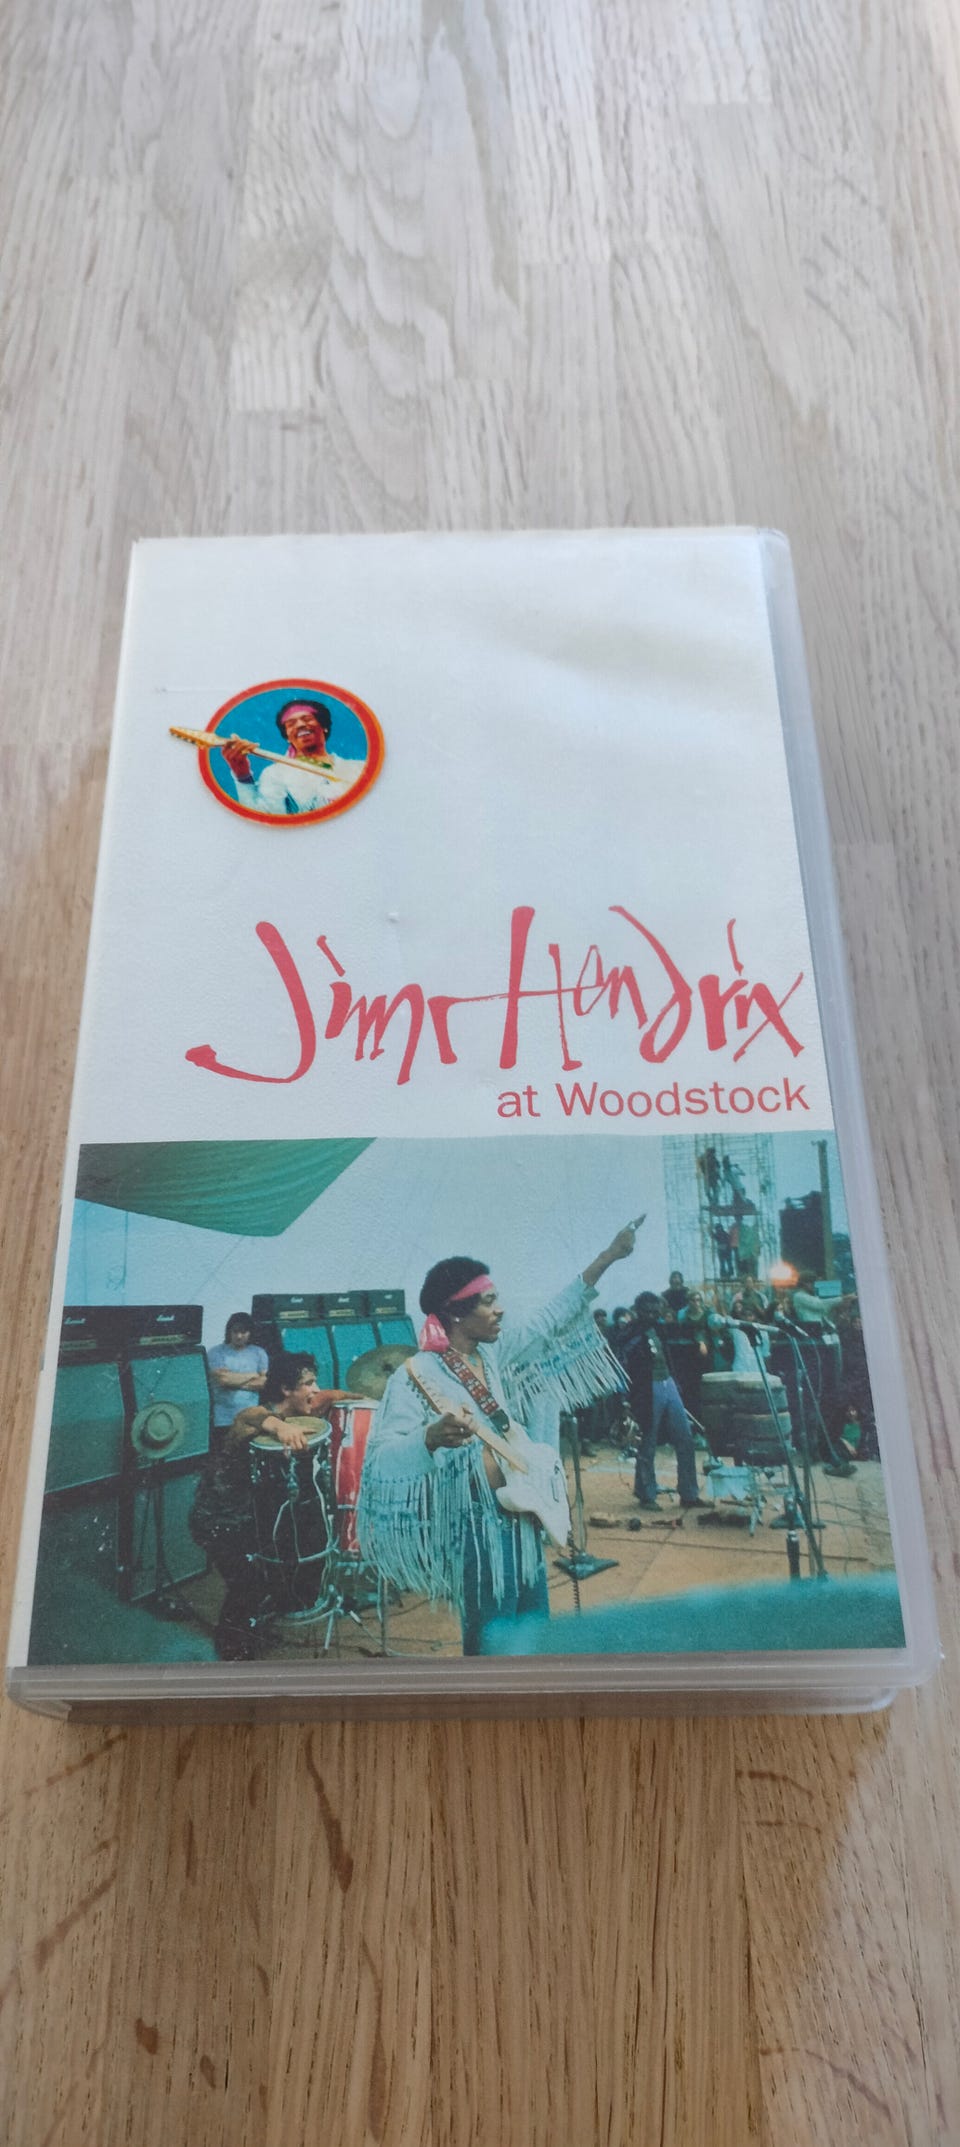 Jimi Hendrix
at Woodstock